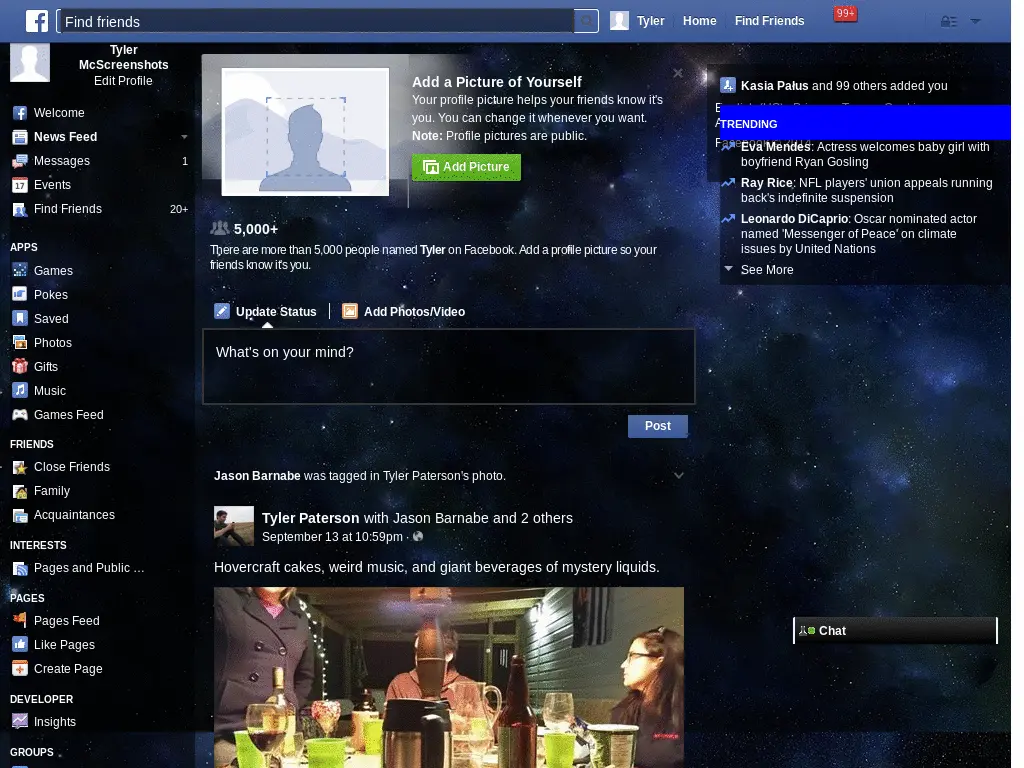 Find friends
Tyler
Home
Find Friends
99+
Tyler
McScreenshots
Edit Profile
Welcome
News Feed
Messages 1
Events
17
Find Friends 20+
APPS
Games
Pokes
Saved
Photos
Gifts
Music
Games Feed
FRIENDS
Close Friends
Family
Acquaintances
INTERESTS
Pages and Public ...
PAGES
Pages Feed
Like Pages
Create Page
DEVELOPER
Insights
GROUPS
Add a Picture of Yourself
Your profile picture helps your friends know it's
you. You can change it whenever you want.
Note: Profile pictures are public.
Add Picture
5,000+
There are more than 5,000 people named Tyler on Facebook. Add a profile picture so your
friends know it's you.
Update Status
Add Photos/Video
What's on your mind?
Post
Jason Barnabe was tagged in Tyler Paterson's photo.
Tyler Paterson with Jason Barnabe and 2 others
September 13 at 10:59pm ·
Hovercraft cakes, weird music, and giant beverages of mystery liquids.
Kasia Pałus and 99 others added you
TRENDING
Eva Mendes: Actress welcomes baby girl with
boyfriend Ryan Gosling
Ray Rice: NFL players' union appeals running
back's indefinite suspension
Leonardo DiCaprio: Oscar nominated actor
named 'Messenger of Peace' on climate
issues by United Nations
See More
Chat